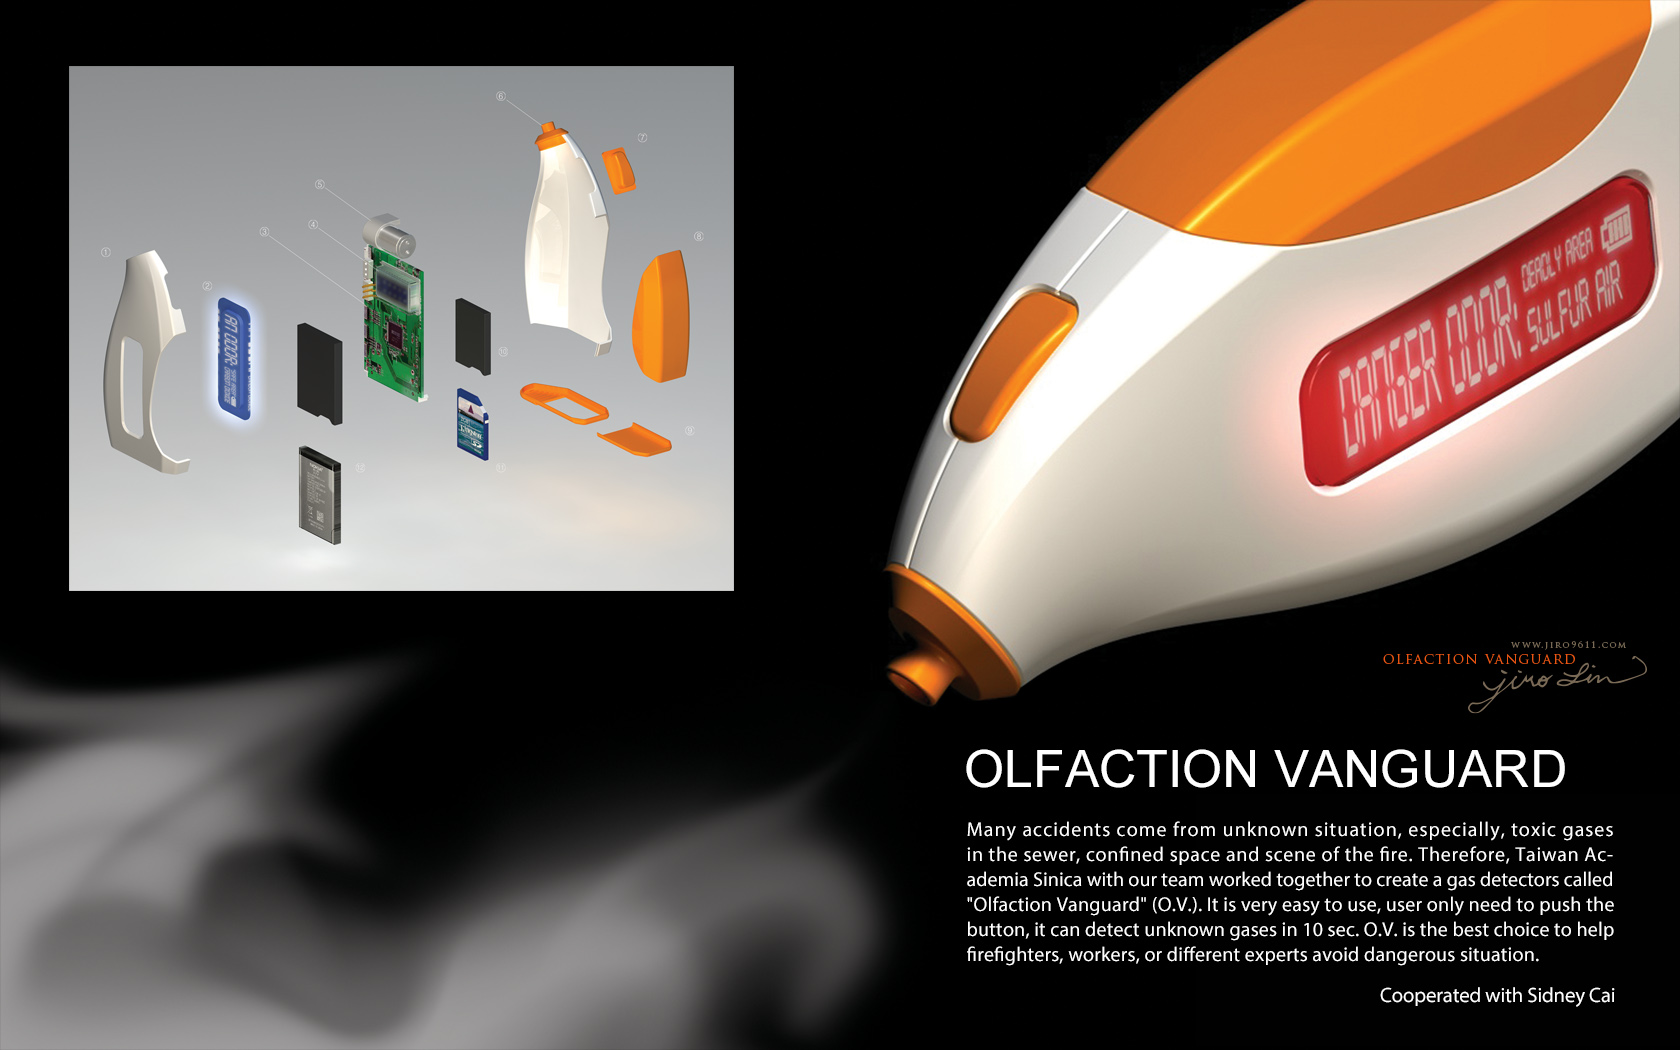 ⑥
⑦
⑤
④
③
⑧
①
②
⑩
⑨
⑫
⑪
AN ODOR
DANGER ODOR,
DEADLY AREA
SULFUR AIR
WWW.JIRO9611.COM
OLFACTION VANGUARD
jiro Lin
OLFACTION VANGUARD
Many accidents come from unknown situation, especially, toxic gases
in the sewer, confined space and scene of the fire. Therefore, Taiwan Ac-
ademia Sinica with our team worked together to create a gas detectors called
"Olfaction Vanguard" (O.V.). It is very easy to use, user only need to push the
button, it can detect unknown gases in 10 sec. O.V. is the best choice to help
firefighters, workers, or different experts avoid dangerous situation.
Cooperated with Sidney Cai